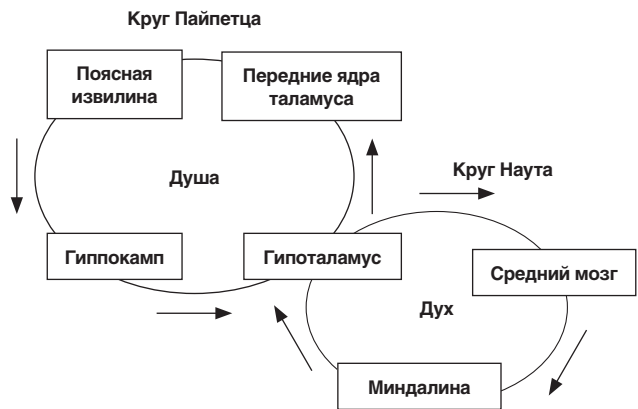 Круг Пайпетца
Поясная
извилина
Передние ядра
таламуса
Душа
Круг Наута
Гиппокамп
Гипоталамус
Средний мозг
Дух
Миндалина